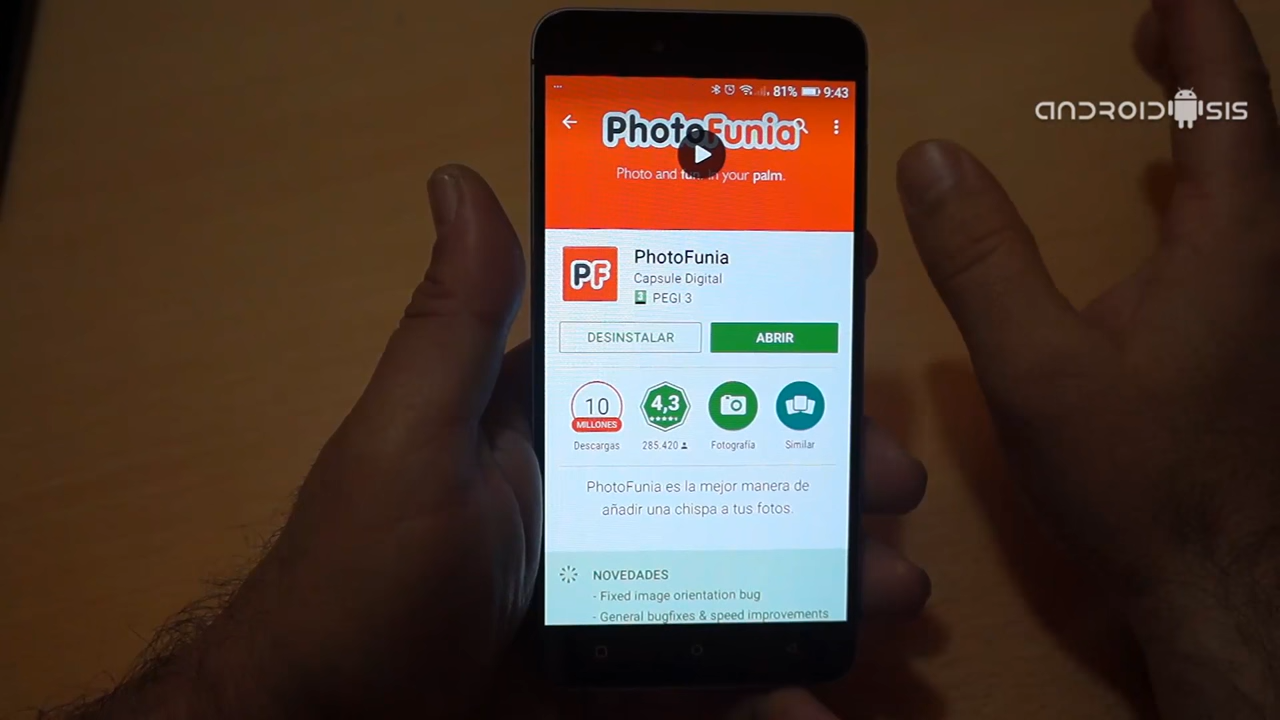 ANDROIDSIS
81% 9:43
PhotoFunia
Photo and fun. in your palm.
PF
PhotoFunia
Capsule Digital
3 PEGI 3
DESINSTALAR ABRIR
10 MILLONES
4,3
Descargas 285.420 Fotografía Similar
PhotoFunia es la mejor manera de
añadir una chispa a tus fotos.
NOVEDADES
- Fixed image orientation bug
- General bugfixes & speed improvements